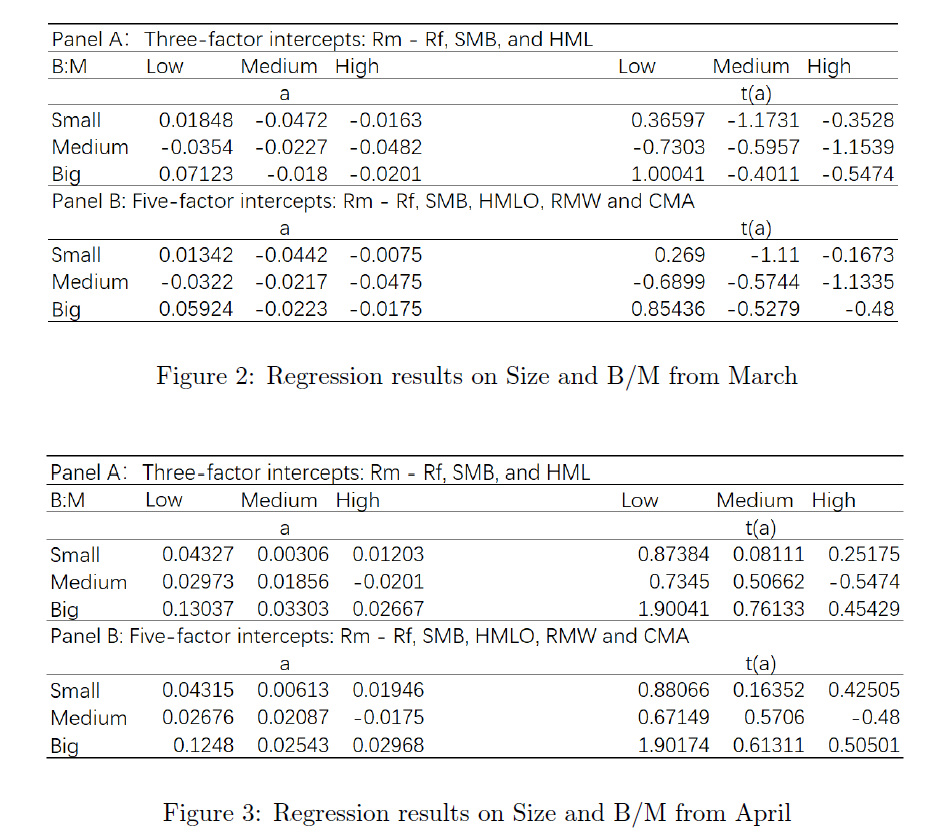 Panel A: Three-factor intercepts: Rm - Rf, SMB, and HML
B:M Low Medium High Low Medium High
a t(a)
Small 0.01848 -0.0472 -0.0163 0.36597 -1.1731 -0.3528
Medium -0.0354 -0.0227 -0.0482 -0.7303 -0.5957 -1.1539
Big 0.07123 -0.018 -0.0201 1.00041 -0.4011 -0.5474
Panel B: Five-factor intercepts: Rm - Rf, SMB, HMLO, RMW and CMA
a t(a)
Small 0.01342 -0.0442 -0.0075 0.269 -1.11 -0.1673
Medium -0.0322 -0.0217 -0.0475 -0.6899 -0.5744 -1.1335
Big 0.05924 -0.0223 -0.0175 0.85436 -0.5279 -0.48
Figure 2: Regression results on Size and B/M from March
Panel A: Three-factor intercepts: Rm - Rf, SMB, and HML
B:M Low Medium High Low Medium High
a t(a)
Small 0.04327 0.00306 0.01203 0.87384 0.08111 0.25175
Medium 0.02973 0.01856 -0.0201 0.7345 0.50662 -0.5474
Big 0.13037 0.03303 0.02667 1.90041 0.76133 0.45429
Panel B: Five-factor intercepts: Rm - Rf, SMB, HMLO, RMW and CMA
a t(a)
Small 0.04315 0.00613 0.01946 0.88066 0.16352 0.42505
Medium 0.02676 0.02087 -0.0175 0.67149 0.5706 -0.48
Big 0.1248 0.02543 0.02968 1.90174 0.61311 0.50501
Figure 3: Regression results on Size and B/M from April